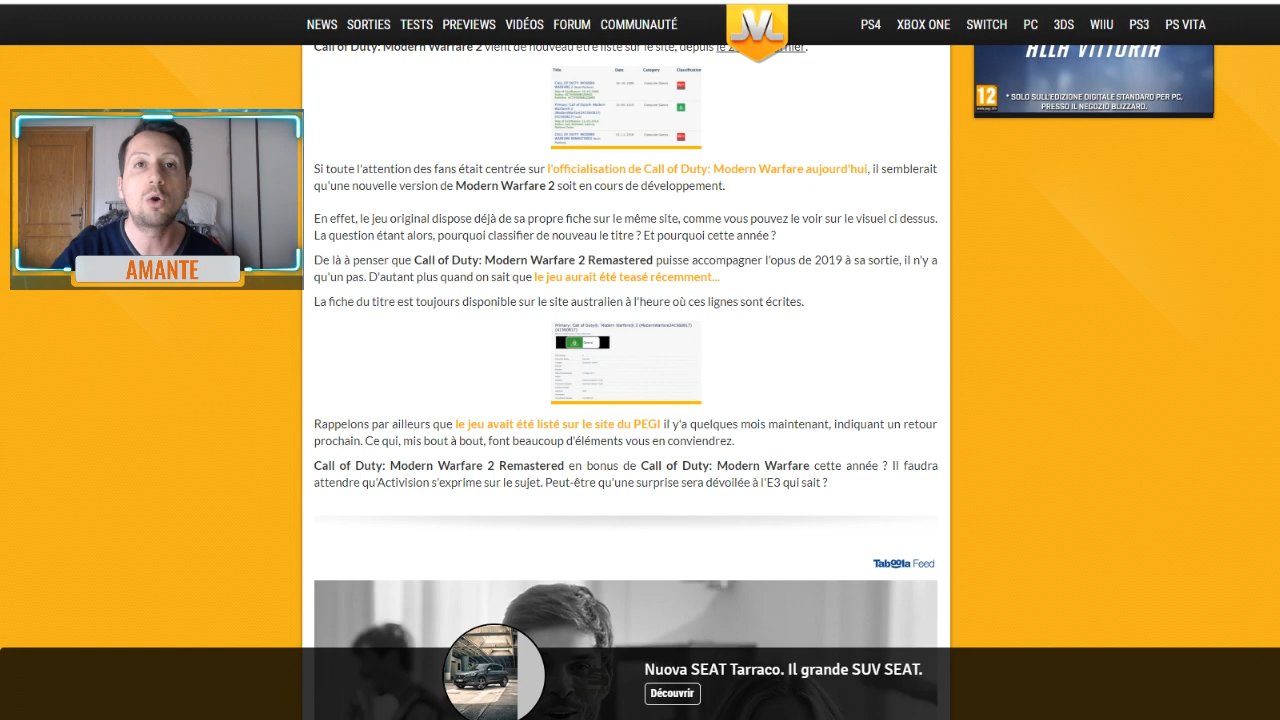 NEWS SORTIES TESTS PREVIEWS VIDÉOS FORUM COMMUNAUTÉ PS4 XBOX ONE SWITCH PC 3DS WIIU PS3 PS VITA
Call of Duty: Modern Warfare 2 vient de nouveau être listé sur le site, depuis
ALLA VITTORIA
12
* SOLO L'EDIZIONE DIGITALE STANDARD PER PC.
PRESSO IL NEGOZIO BLIZZARD.
Title Date Category Classification
AMANTE
Si toute l'attention des fans était centrée sur l'officialisation de Call of Duty: Modern Warfare aujourd'hui, il semblerait
qu'une nouvelle version de Modern Warfare 2 soit en cours de développement.
En effet, le jeu original dispose déjà de sa propre fiche sur le même site, comme vous pouvez le voir sur le visuel ci dessus.
La question étant alors, pourquoi classifier de nouveau le titre ? Et pourquoi cette année ?
De là à penser que Call of Duty: Modern Warfare 2 Remastered puisse accompagner l'opus de 2019 à sa sortie, il n'y a
qu'un pas. D'autant plus quand on sait que le jeu aurait été teasé récemment...
La fiche du titre est toujours disponible sur le site australien à l'heure où ces lignes sont écrites.
Rappelons par ailleurs que le jeu avait été listé sur le site du PEGI il y'a quelques mois maintenant, indiquant un retour
prochain. Ce qui, mis bout à bout, font beaucoup d'éléments vous en conviendrez.
Call of Duty: Modern Warfare 2 Remastered en bonus de Call of Duty: Modern Warfare cette année ? Il faudra
attendre qu'Activision s'exprime sur le sujet. Peut-être qu'une surprise sera dévoilée à l'E3 qui sait ?
Taboola Feed
Nuova SEAT Tarraco. Il grande SUV SEAT.
Découvrir